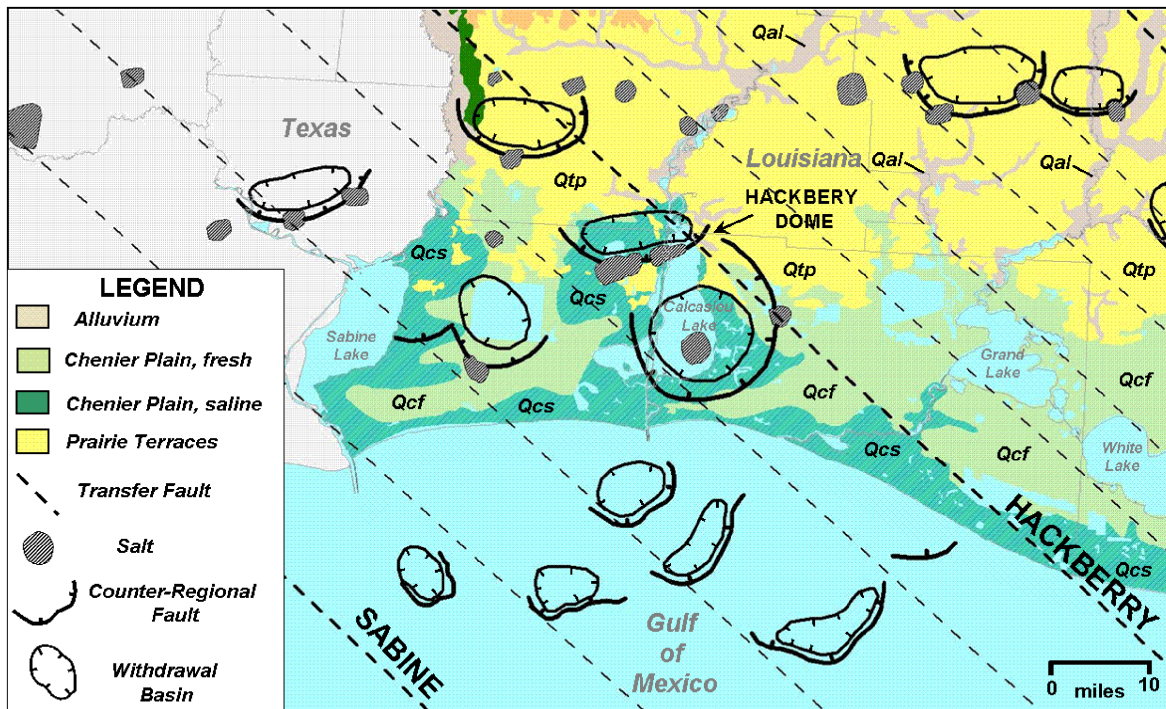 Qal
Texas
Louisiana
Qal
Qal
Qtp
HACKBERY
DOME
Qcs
Qtp
Qtp
Qcs
Calcasiou
Lake
Sabine
Lake
Grand
Lake
Qcf
Qcs
Qcf
Qcf
Qcs
Qcf
White
Lake
Qcs
HACKBERRY
SABINE
Gulf
of
Mexico
0 miles 10
LEGEND
Alluvium
Chenier Plain, fresh
Chenier Plain, saline
Prairie Terraces
Transfer Fault
Salt
Counter-Regional
Fault
Withdrawal
Basin